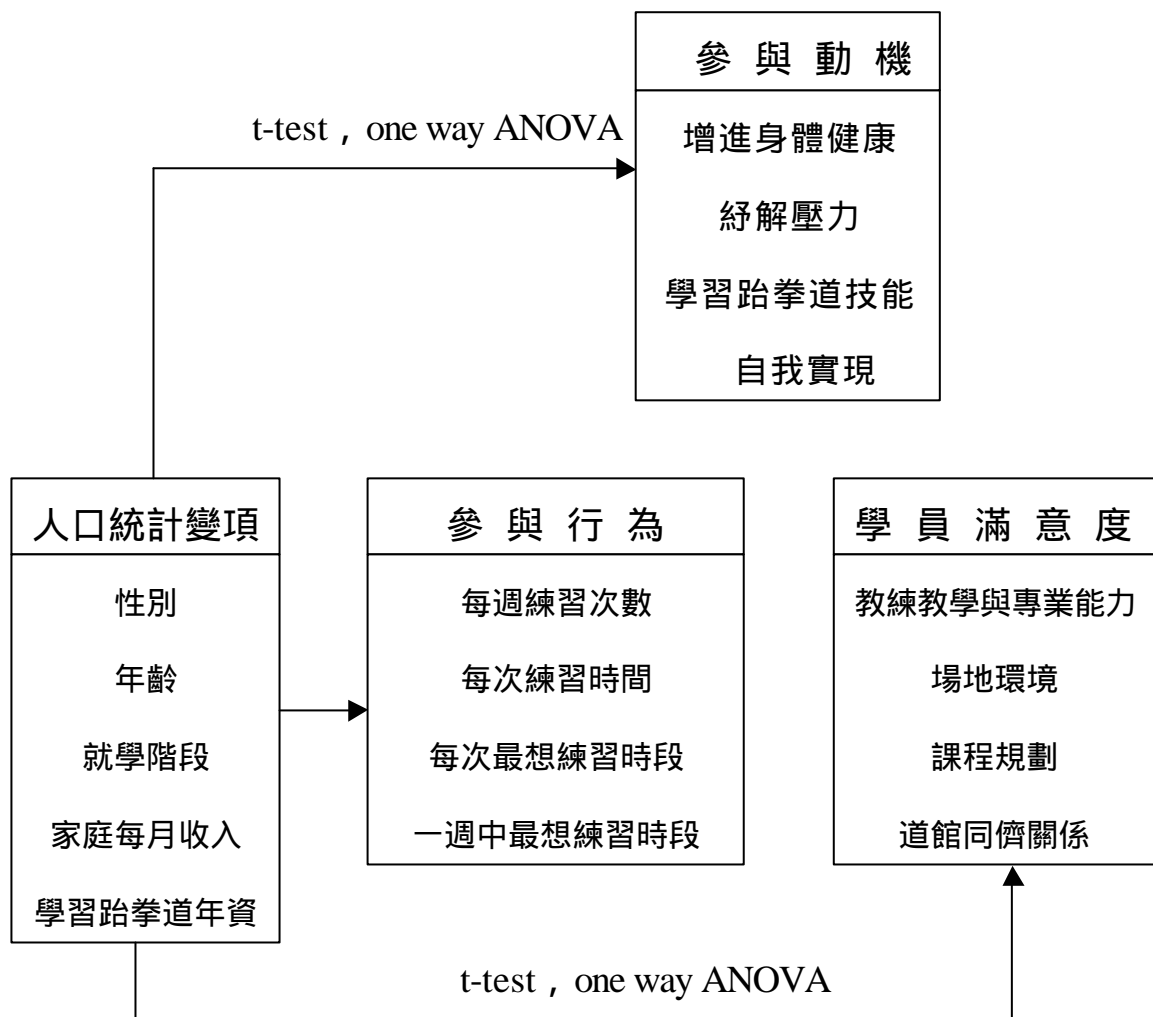 參與動機
t-test，one way ANOVA
增進身體健康
紓解壓力
學習跆拳道技能
自我實現
人口統計變項
性別
年齡
就學階段
家庭每月收入
學習跆拳道年資
參與行為
每週練習次數
每次練習時間
每次最想練習時段
一週中最想練習時段
學員滿意度
教練教學與專業能力
場地環境
課程規劃
道館同儕關係
t-test，one way ANOVA